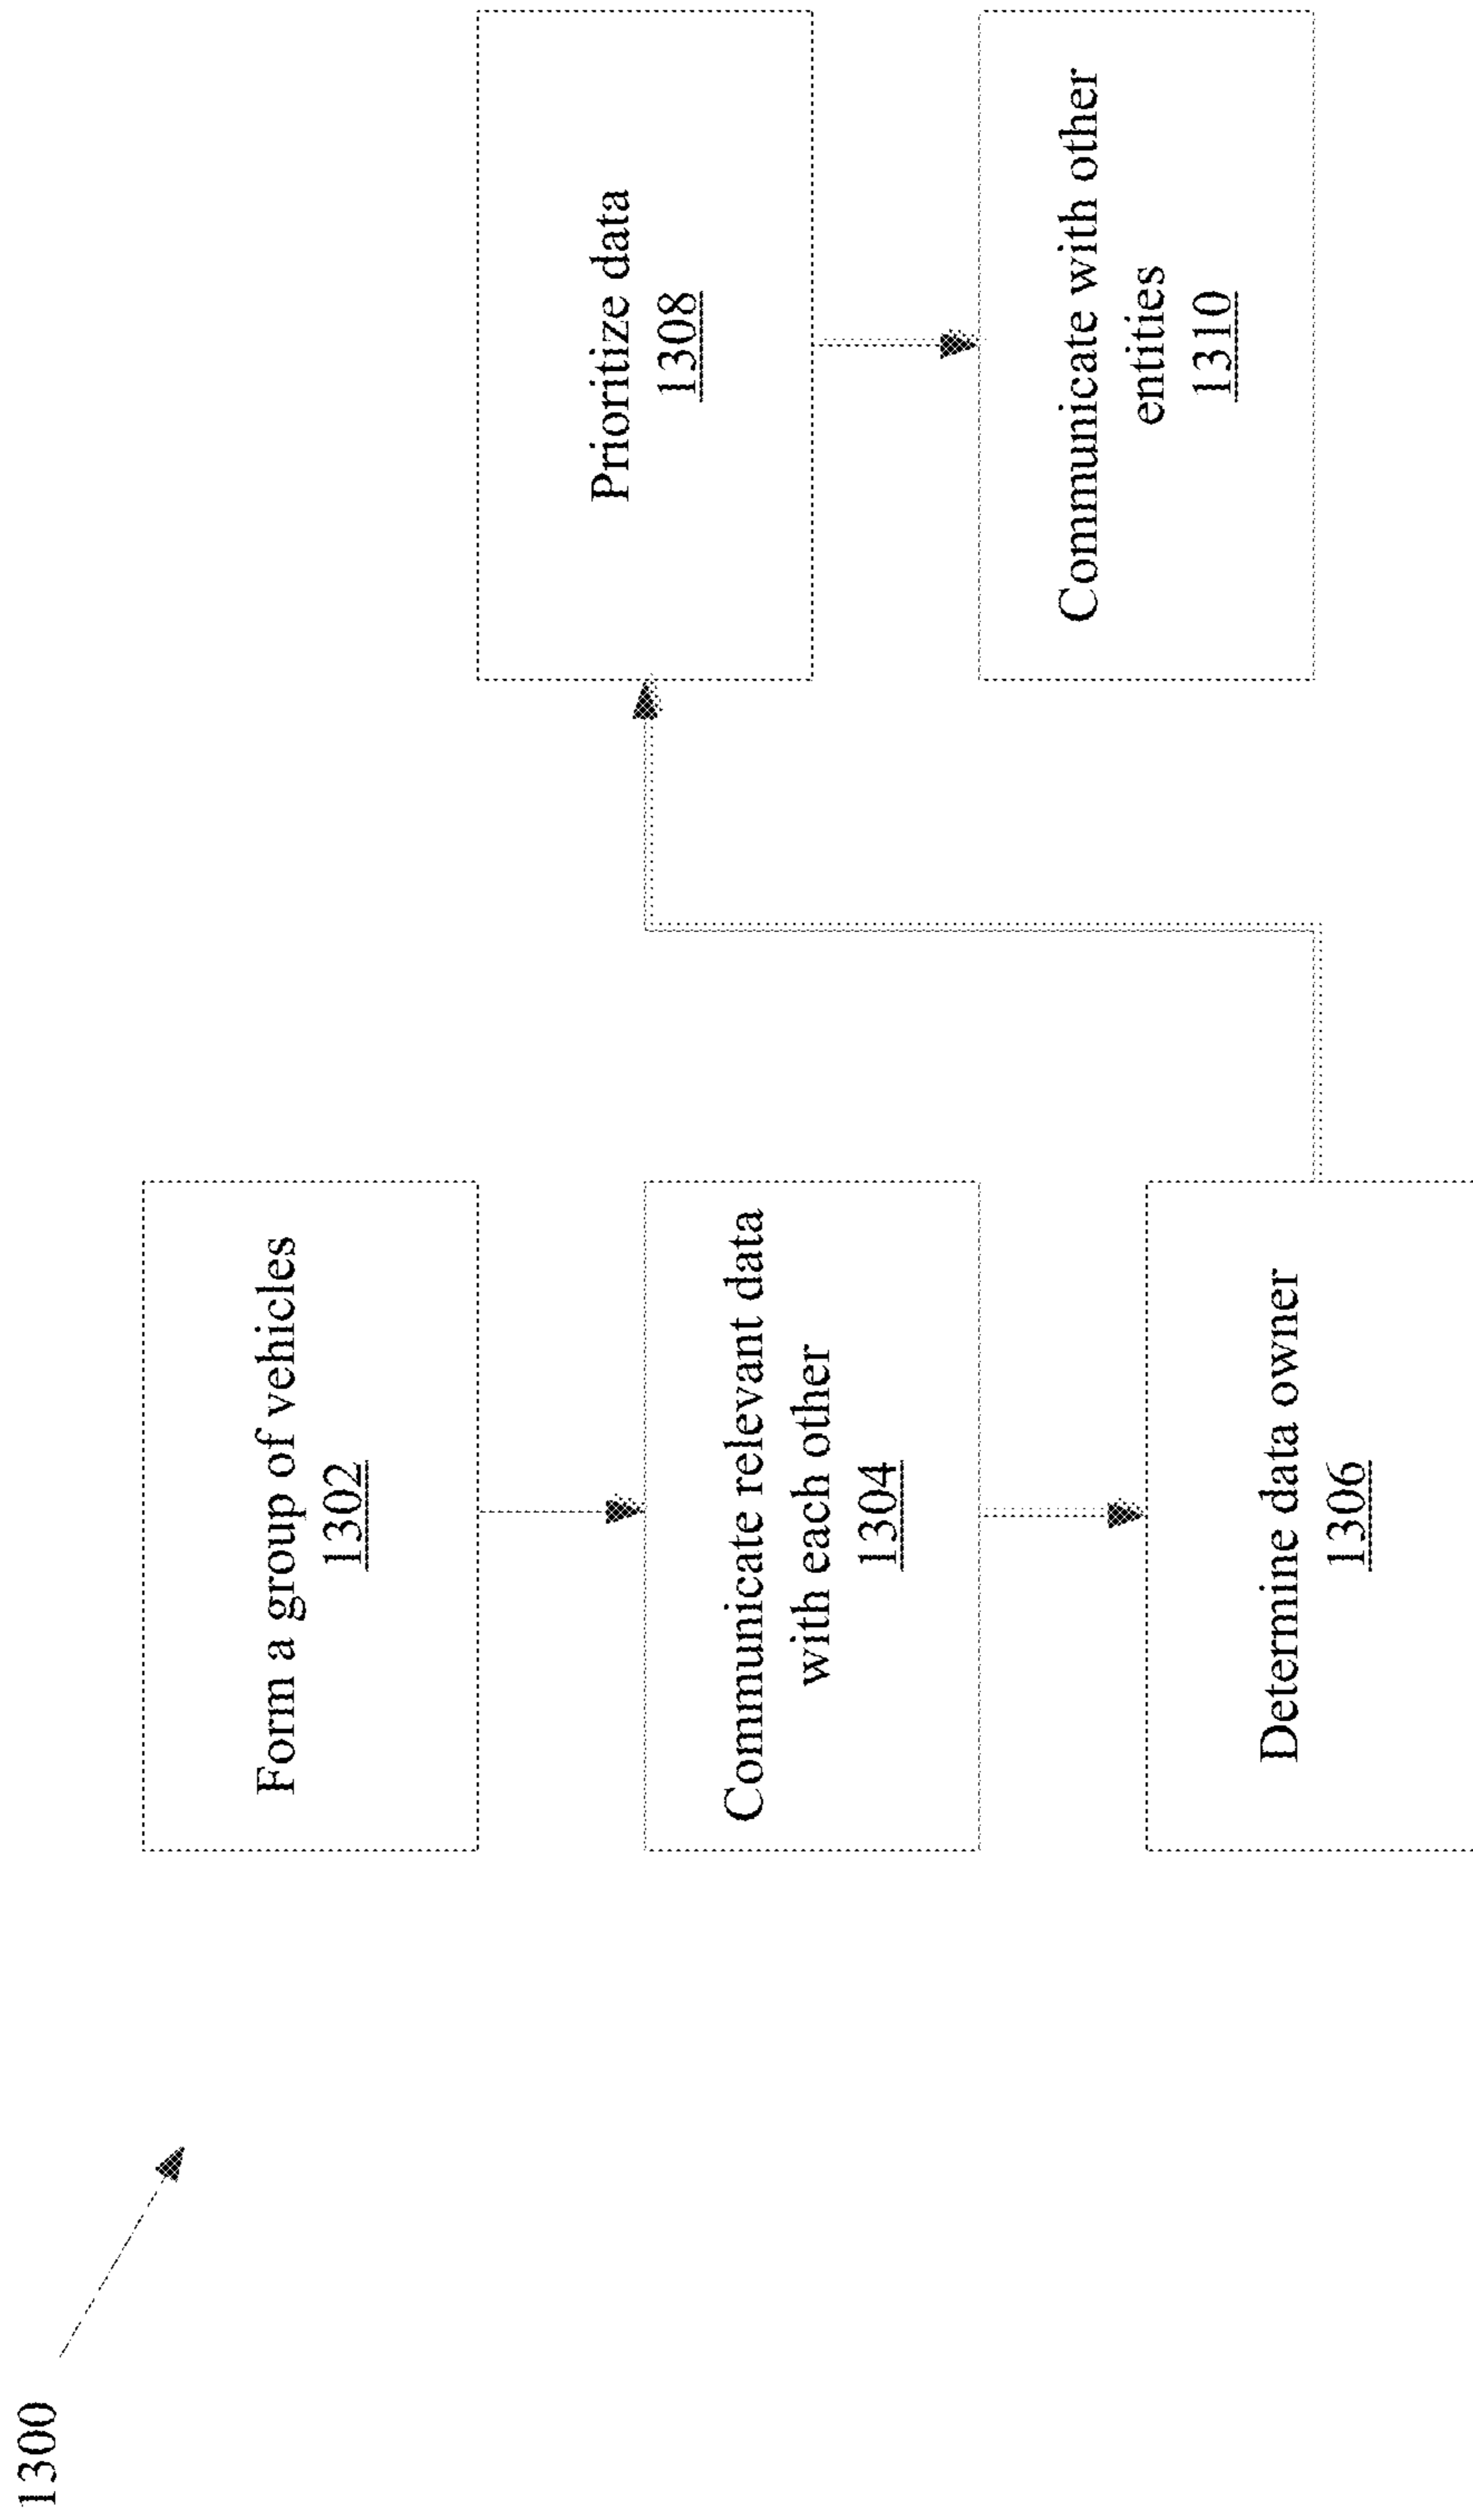 1300
Form a group of vehicles
1302
Communicate relevant data
with each other
1304
Determine data owner
1306
Prioritize data
1308
Communicate with other
entities
1310